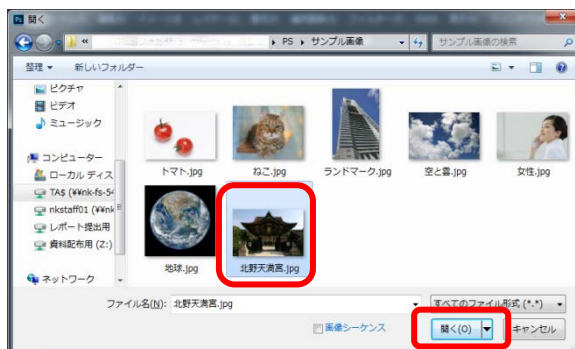 Ps 開く
« ▸ PS ▸ サンプル画像
サンプル画像の検索
整理 ▾ 新しいフォルダー
ピクチャ
ビデオ
ミュージック
コンピューター
ローカル ディス
TA$ (¥¥nk-fs-54
nkstaff01 (¥¥nk
レポート提出用
資料配布用 (Z:)
ネットワーク
トマト.jpg
ねこ.jpg
ランドマーク.jpg
空と雲.jpg
女性.jpg
地球.jpg
北野天満宮.jpg
ファイル名(N): 北野天満宮.jpg
すべてのファイル形式 (*.*)
画像シーケンス
開く(O)
キャンセル